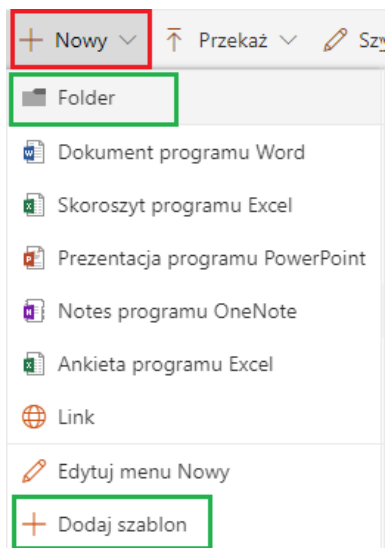 Nowy Przekaż
Folder
Dokument programu Word
Skoroszyt programu Excel
Prezentacja programu PowerPoint
Notes programu OneNote
Ankieta programu Excel
Link
Edytuj menu Nowy
Dodaj szablon